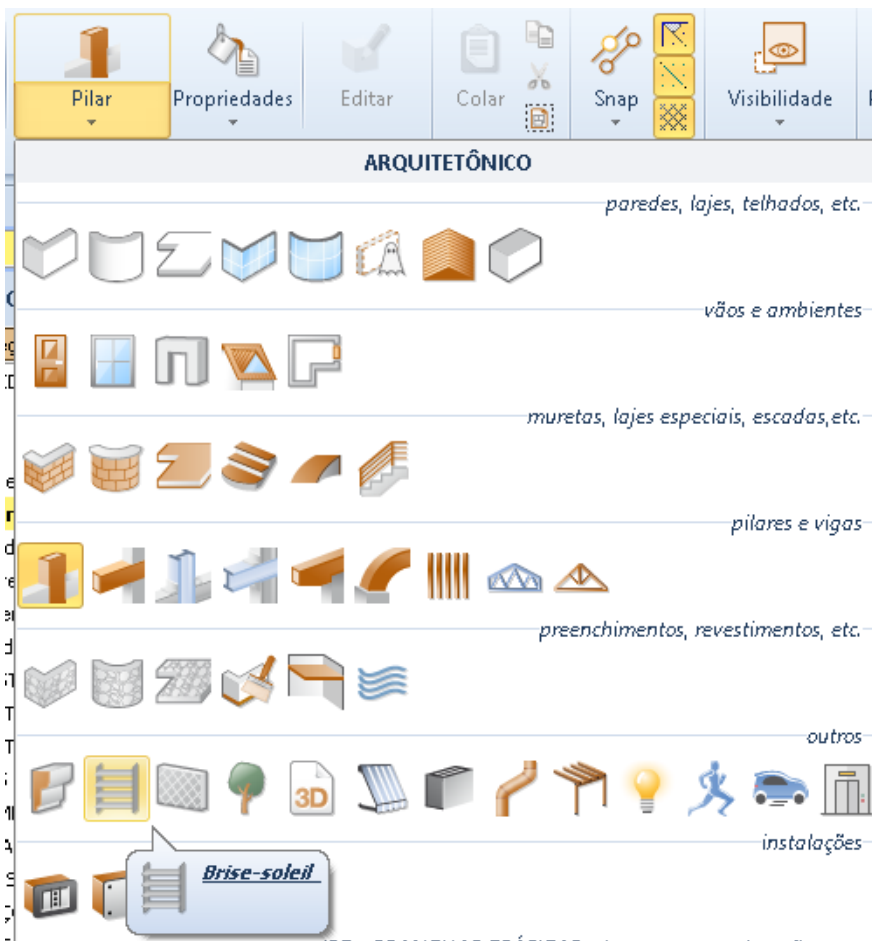 Pilar
Propriedades
Editar
Colar
Snap
Visibilidade
ARQUITETÔNICO
paredes, lajes, telhados, etc.
vãos e ambientes
muretas, lajes especiais, escadas,etc.
pilares e vigas
preenchimentos, revestimentos, etc.
outros
3D
instalações
Brise-soleil